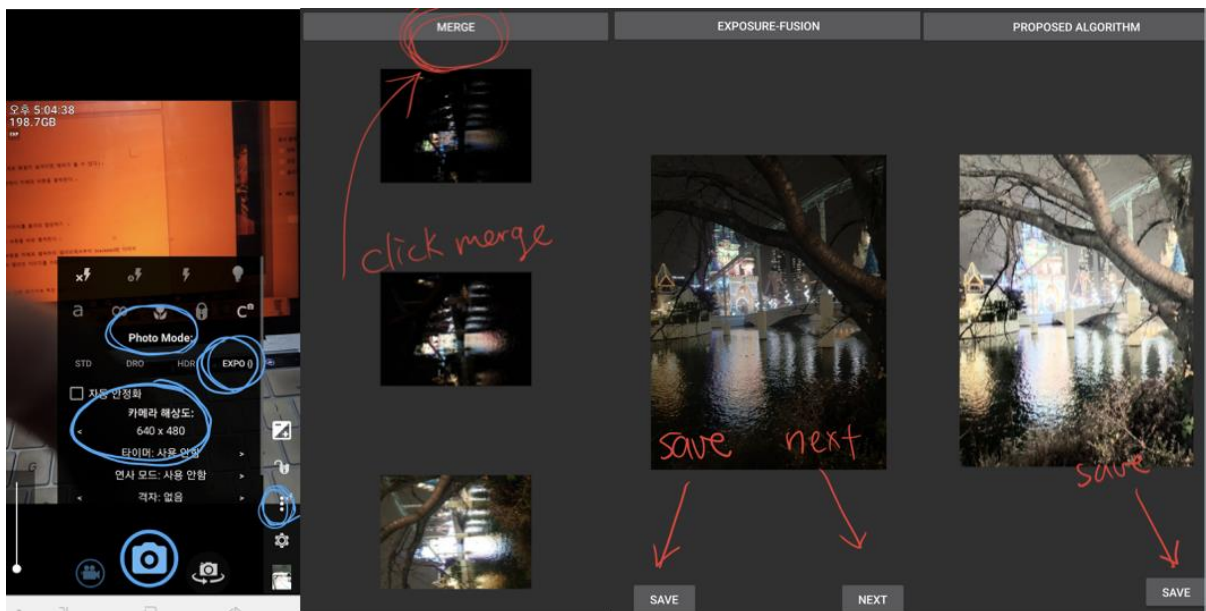 오후 5:04:38
198.7GB
EXP
a
C
Photo Mode:
STD DRO HDR EXPO ()
자동 안정화
카메라 해상도:
< 640 x 480
타이머: 사용 안함 >
연사 모드: 사용 안함 >
< 격자: 없음 >
MERGE
click merge
EXPOSURE-FUSION
save next
SAVE NEXT
PROPOSED ALGORITHM
save
SAVE